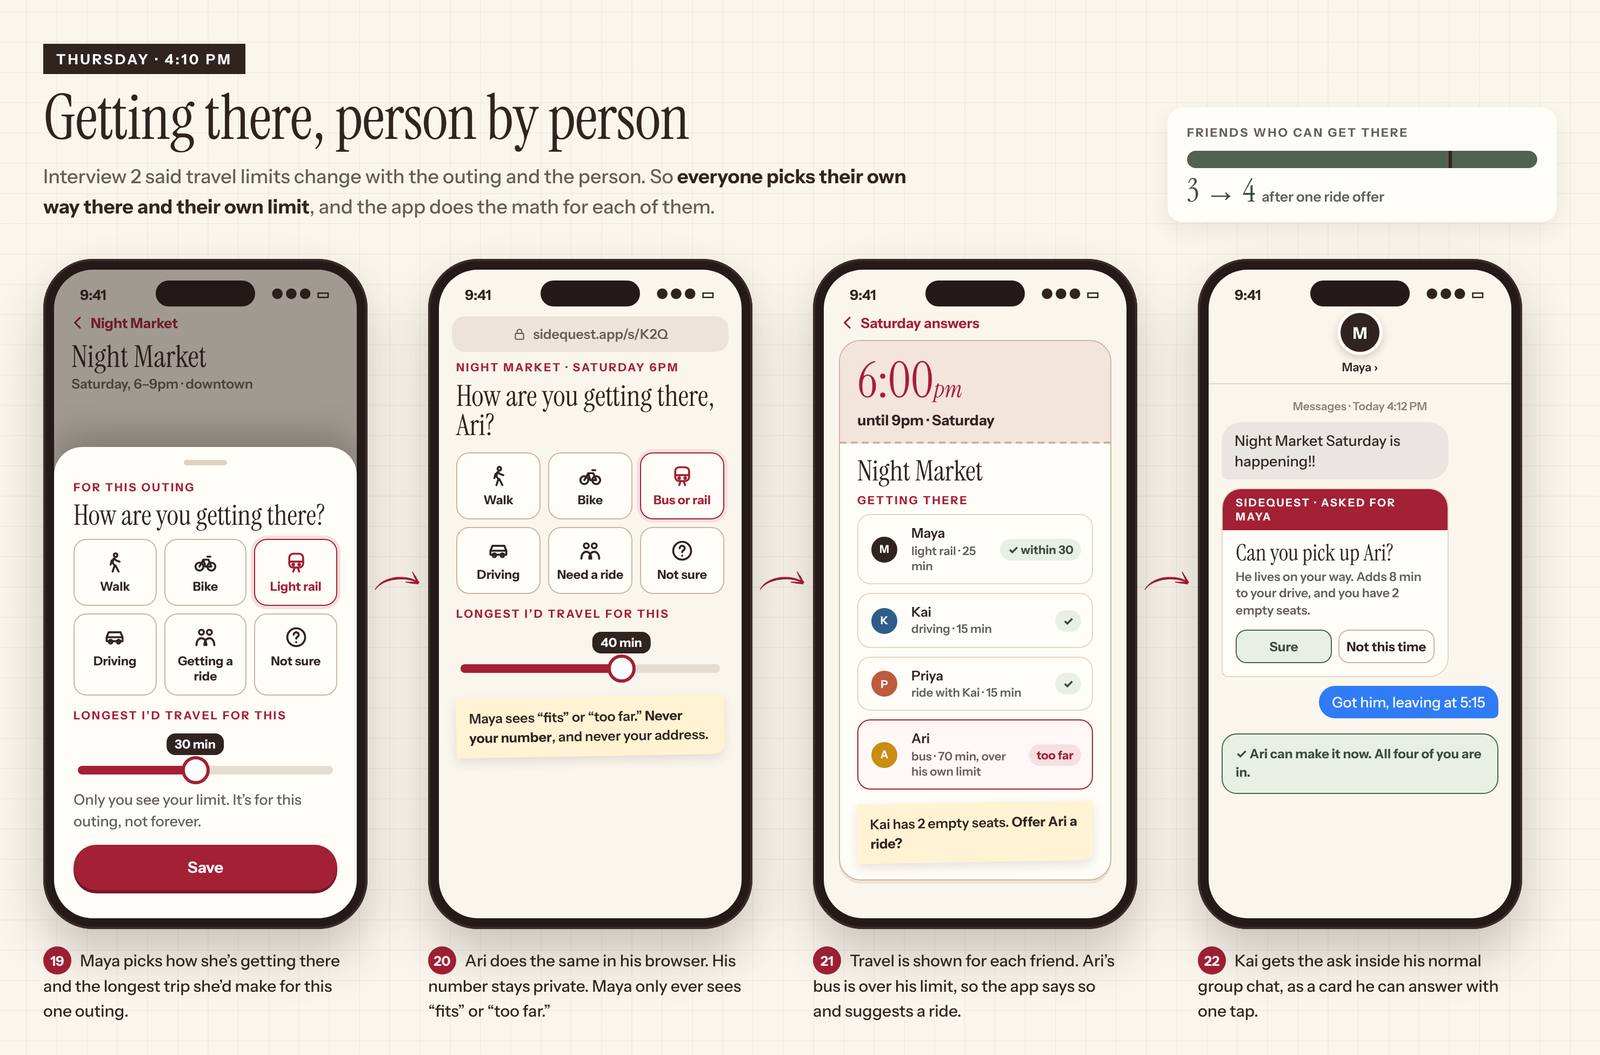 THURSDAY · 4:10 PM
Getting there, person by person
Interview 2 said travel limits change with the outing and the person. So everyone picks their own
way there and their own limit, and the app does the math for each of them.
FRIENDS WHO CAN GET THERE
3 → 4 after one ride offer
9:41
Night Market
Night Market
Saturday, 6–9pm · downtown
FOR THIS OUTING
How are you getting there?
Walk
Bike
Light rail
Driving
Getting a
ride
Not sure
LONGEST I’D TRAVEL FOR THIS
30 min
Only you see your limit. It’s for this
outing, not forever.
Save
19 Maya picks how she’s getting there
and the longest trip she’d make for this
one outing.
9:41
sidequest.app/s/K2Q
NIGHT MARKET · SATURDAY 6PM
How are you getting there,
Ari?
Walk
Bike
Bus or rail
Driving
Need a ride
Not sure
LONGEST I’D TRAVEL FOR THIS
40 min
Maya sees “fits” or “too far.” Never
your number, and never your address.
20 Ari does the same in his browser. His
number stays private. Maya only ever sees
“fits” or “too far.”
9:41
Saturday answers
6:00pm
until 9pm · Saturday
Night Market
GETTING THERE
M
Maya
light rail · 25
min
✓ within 30
K
Kai
driving · 15 min
✓
P
Priya
ride with Kai · 15 min
✓
A
Ari
bus · 70 min, over
his own limit
too far
Kai has 2 empty seats. Offer Ari a
ride?
21 Travel is shown for each friend. Ari’s
bus is over his limit, so the app says so
and suggests a ride.
9:41
M
Maya ›
Messages · Today 4:12 PM
Night Market Saturday is
happening!!
SIDEQUEST · ASKED FOR
MAYA
Can you pick up Ari?
He lives on your way. Adds 8 min
to your drive, and you have 2
empty seats.
Sure
Not this time
Got him, leaving at 5:15
✓ Ari can make it now. All four of you are
in.
22 Kai gets the ask inside his normal
group chat, as a card he can answer with
one tap.